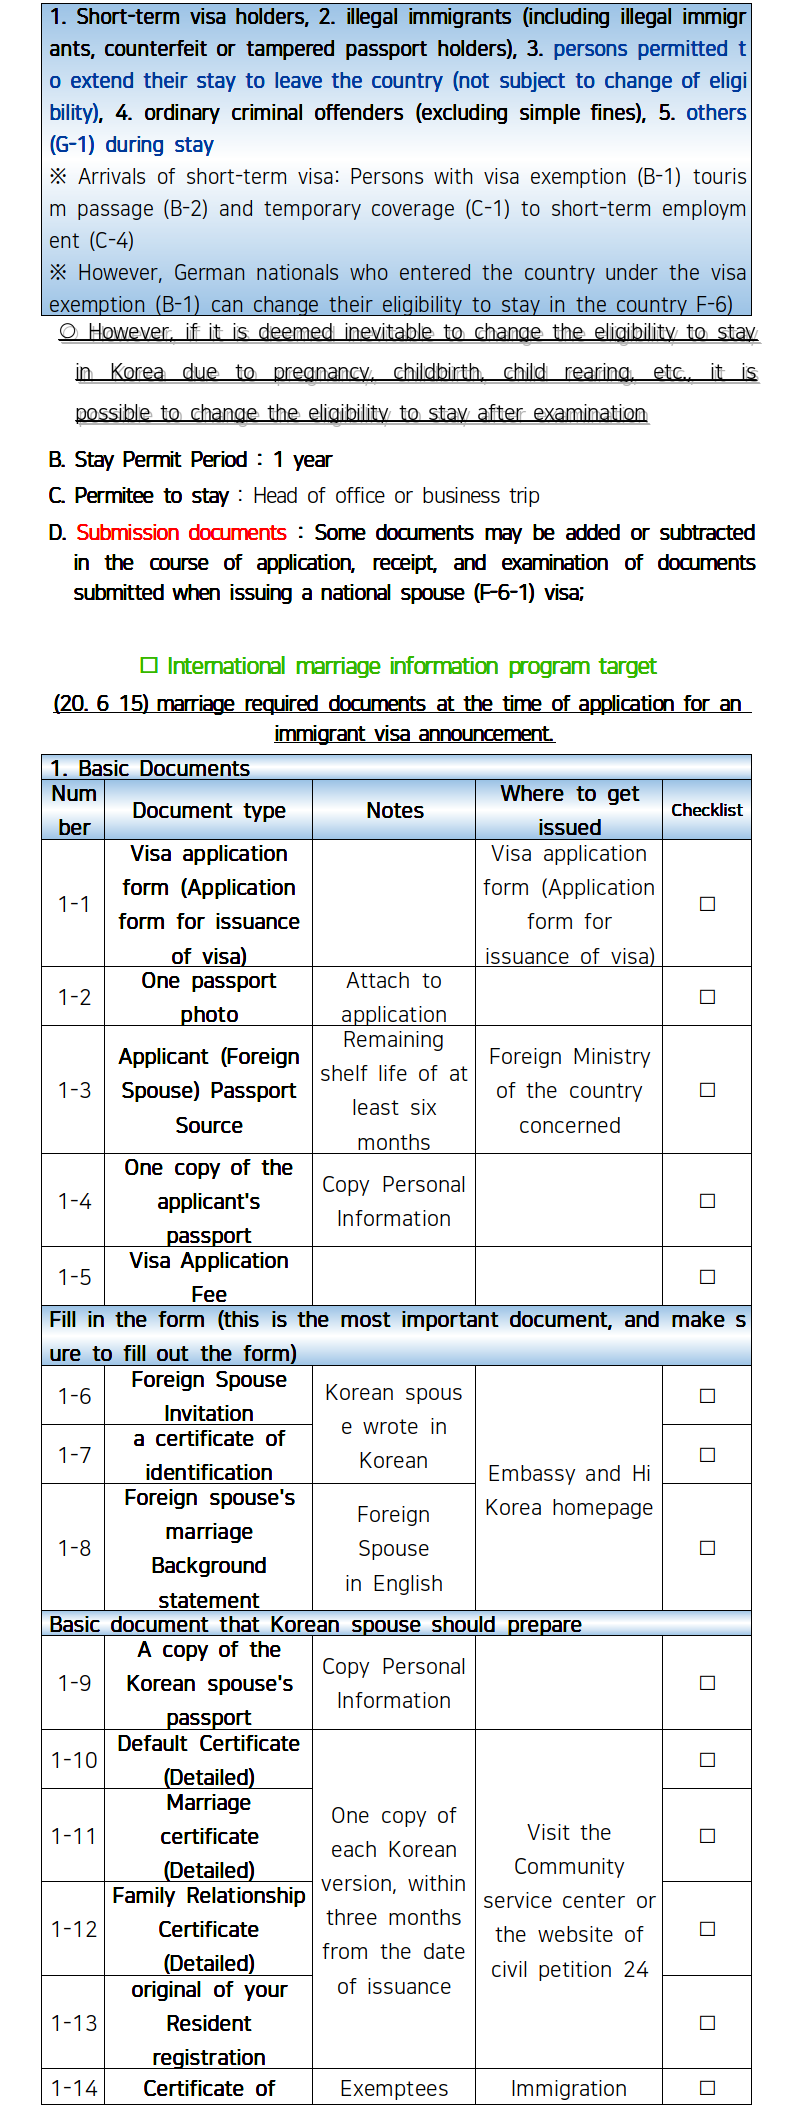 1. Short-term visa holders, 2. illegal immigrants (including illegal immigr
ants, counterfeit or tampered passport holders), 3. persons permitted t
o extend their stay to leave the country (not subject to change of eligi
bility), 4. ordinary criminal offenders (excluding simple fines), 5. others
(G-1) during stay
※ Arrivals of short-term visa: Persons with visa exemption (B-1) touris
m passage (B-2) and temporary coverage (C-1) to short-term employm
ent (C-4)
※ However, German nationals who entered the country under the visa
exemption (B-1) can change their eligibility to stay in the country F-6)
○ However, if it is deemed inevitable to change the eligibility to stay
in Korea due to pregnancy, childbirth, child rearing, etc., it is
possible to change the eligibility to stay after examination
B. Stay Permit Period : 1 year
C. Permitee to stay : Head of office or business trip
D. Submission documents : Some documents may be added or subtracted
in the course of application, receipt, and examination of documents
submitted when issuing a national spouse (F-6-1) visa;
□ International marriage information program target
(20. 6 15) marriage required documents at the time of application for an
immigrant visa announcement.
1. Basic Documents
Num
ber
Document type
Notes
Where to get
issued
Checklist
1-1
Visa application
form (Application
form for issuance
of visa)
Visa application
form (Application
form for
issuance of visa)
□
1-2
One passport
photo
Attach to
application
□
1-3
Applicant (Foreign
Spouse) Passport
Source
Remaining
shelf life of at
least six
months
Foreign Ministry
of the country
concerned
□
1-4
One copy of the
applicant's
passport
Copy Personal
Information
□
1-5
Visa Application
Fee
□
Fill in the form (this is the most important document, and make s
ure to fill out the form)
1-6
Foreign Spouse
Invitation
Korean spous
e wrote in
Korean
Embassy and Hi
Korea homepage
□
1-7
a certificate of
identification
□
1-8
Foreign spouse's
marriage
Background
statement
Foreign
Spouse
in English
□
Basic document that Korean spouse should prepare
1-9
A copy of the
Korean spouse's
passport
Copy Personal
Information
□
1-10
Default Certificate
(Detailed)
One copy of
each Korean
version, within
three months
from the date
of issuance
Visit the
Community
service center or
the website of
civil petition 24
□
1-11
Marriage
certificate
(Detailed)
□
1-12
Family Relationship
Certificate
(Detailed)
□
1-13
original of your
Resident
registration
□
1-14
Certificate of
Exemptees
Immigration
□